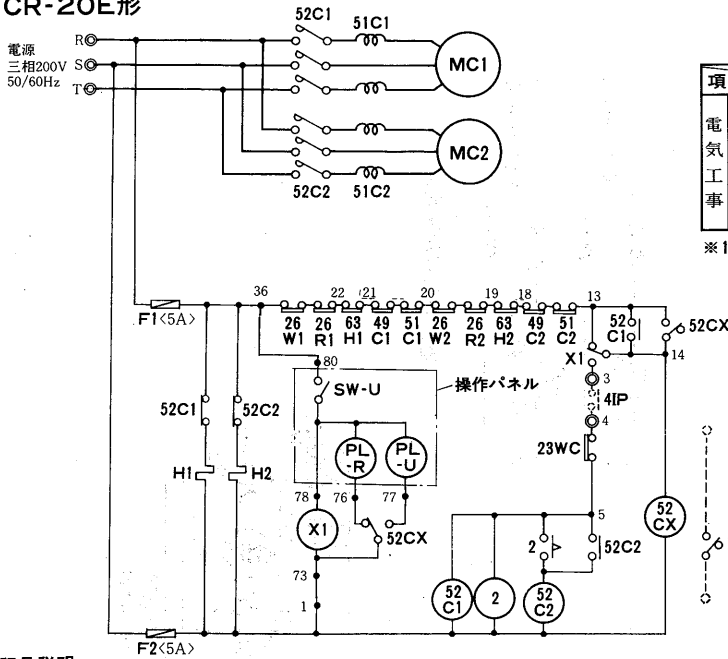 CR-20E形
電源
三相200V
50/60Hz
R
S
T
52C1
51C1
MC1
MC2
52C2
51C2
項
電気工事
※1
36
22
21
20
19
18
13
F1<5A>
26 W1
26 R1
63 H1
49 C1
51 C1
26 W2
26 R2
63 H2
49 C2
51 C2
52 C1
52CX
X1
14
80
SW-U
操作パネル
3
4IP
4
23WC
52C1
52C2
PL-R
PL-U
H1
H2
78
76
77
X1
52CX
5
2
52C2
52 CX
73
1
52 C1
2
52 C2
F2<5A>